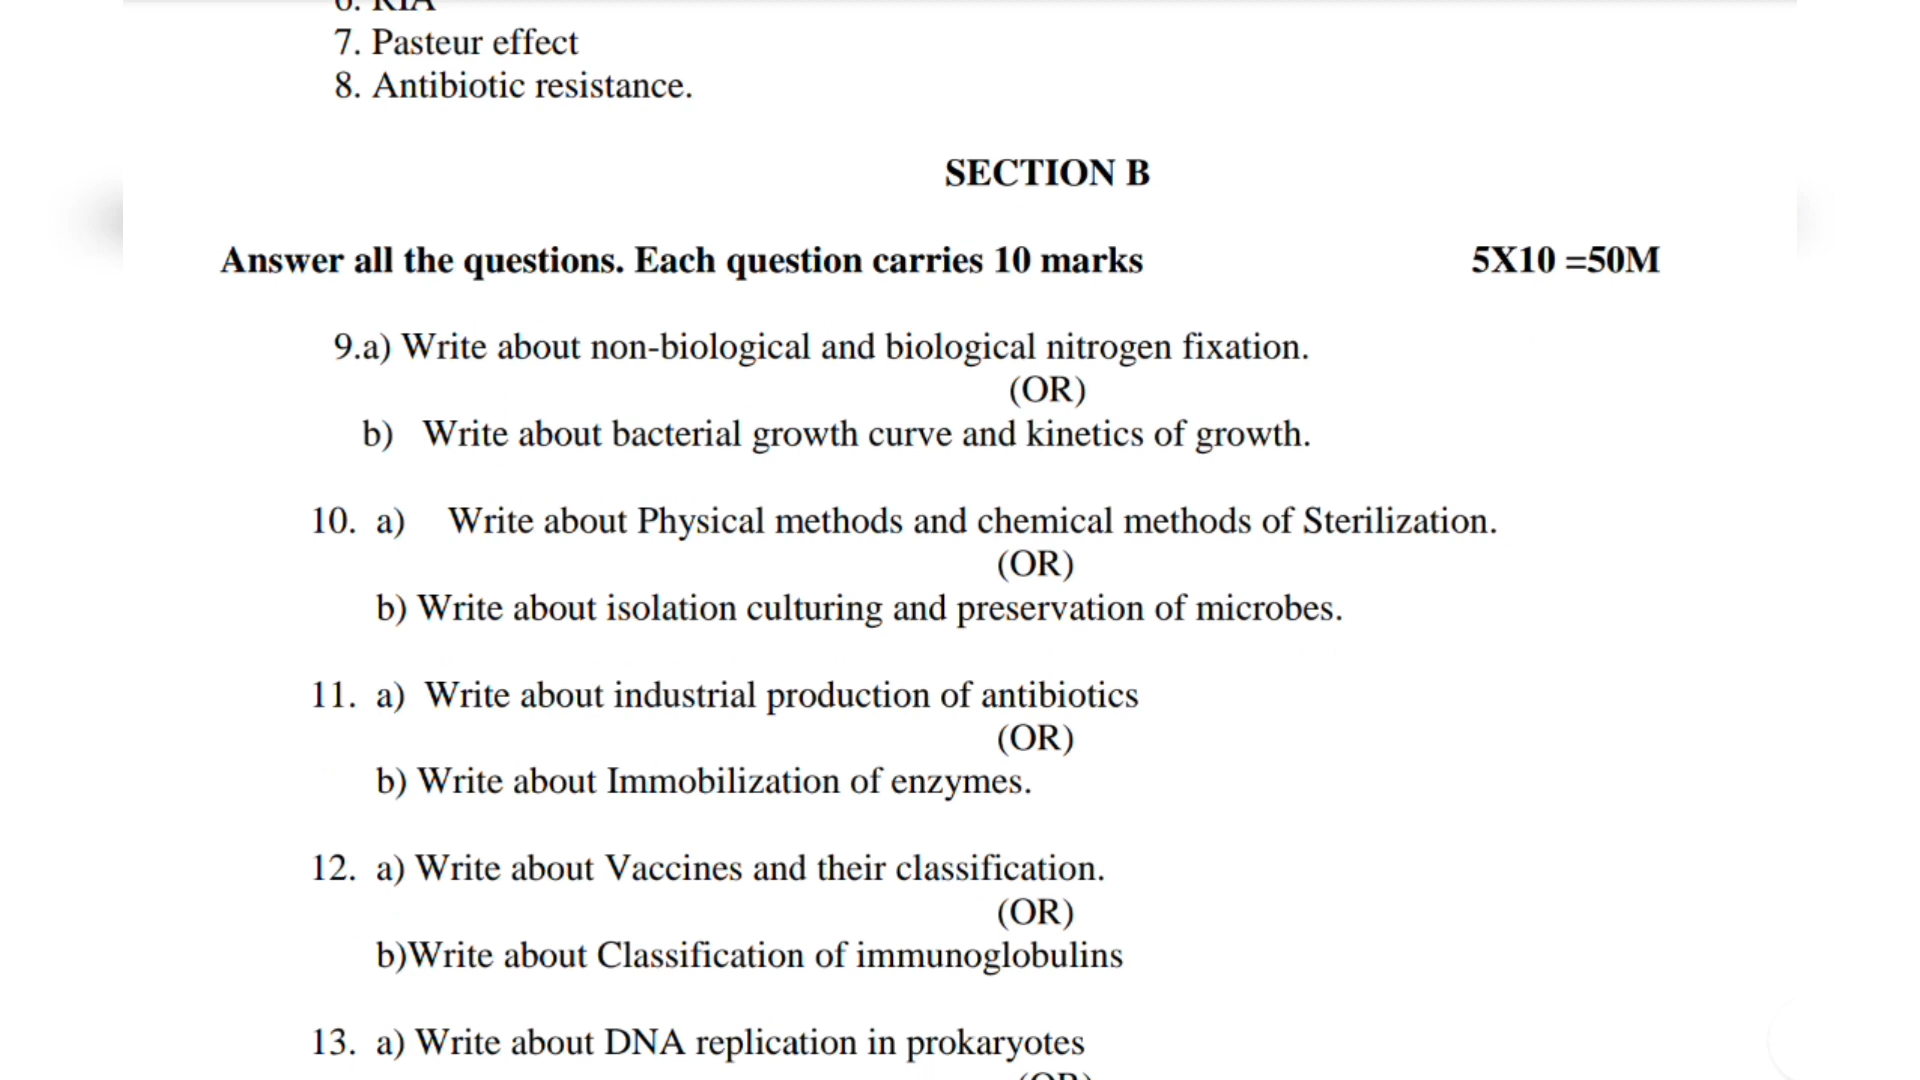 6. RIA
7. Pasteur effect
8. Antibiotic resistance.
SECTION B
Answer all the questions. Each question carries 10 marks 5X10 =50M
9.a) Write about non-biological and biological nitrogen fixation.
(OR)
b) Write about bacterial growth curve and kinetics of growth.
10. a) Write about Physical methods and chemical methods of Sterilization.
(OR)
b) Write about isolation culturing and preservation of microbes.
11. a) Write about industrial production of antibiotics
(OR)
b) Write about Immobilization of enzymes.
12. a) Write about Vaccines and their classification.
(OR)
b)Write about Classification of immunoglobulins
13. a) Write about DNA replication in prokaryotes
(OR)